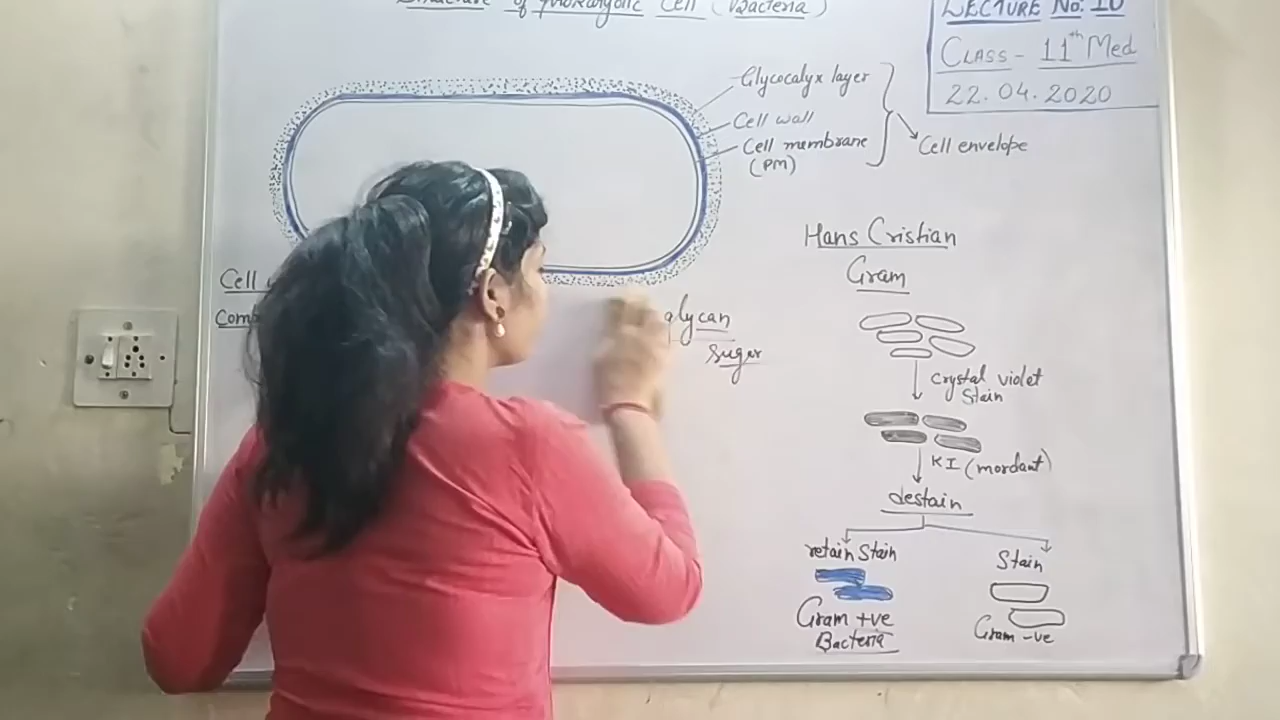 Structure of Prokaryotic Cell (Bacteria)
LECTURE No. 10
CLASS - 11th Med
22.04.2020
Glycocalyx layer
Cell wall
Cell membrane
(PM)
Cell envelope
Hans Cristian
Gram
Cell
Comp
glycan
Sugar
Crystal violet
Stain
KI (mordant)
destain
retain Stain
Stain
Gram +ve
Bacteria
Gram -ve